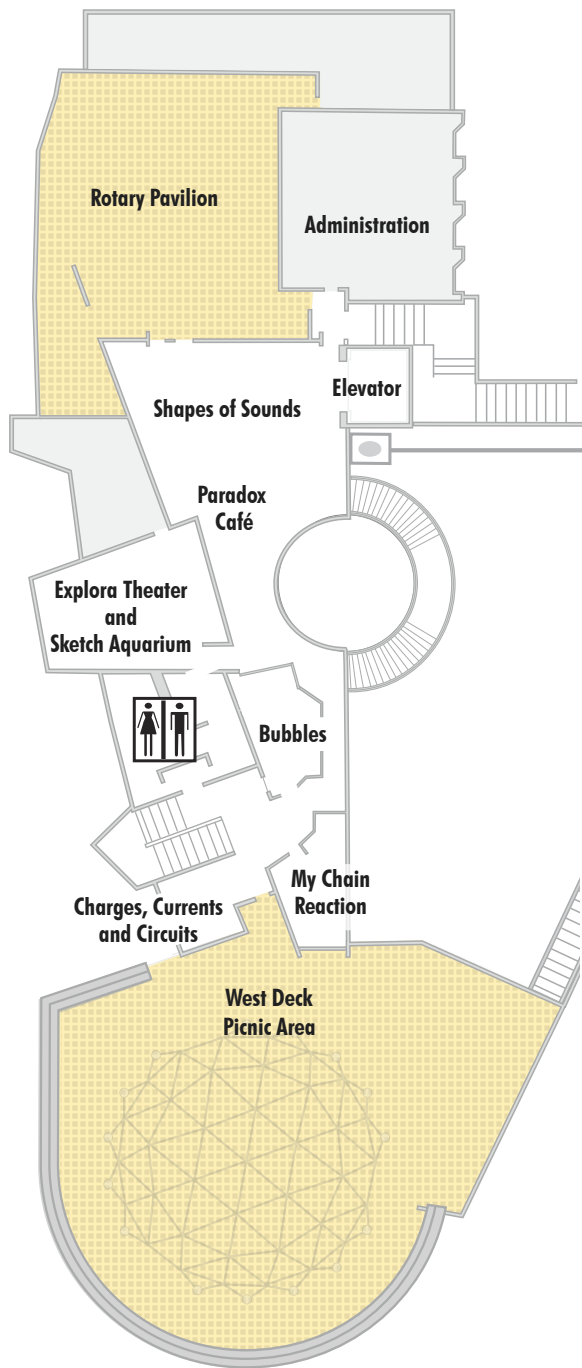 Rotary Pavilion
Administration
Elevator
Shapes of Sounds
Paradox
Café
Explora Theater
and
Sketch Aquarium
Bubbles
My Chain
Reaction
Charges, Currents
and Circuits
West Deck
Picnic Area